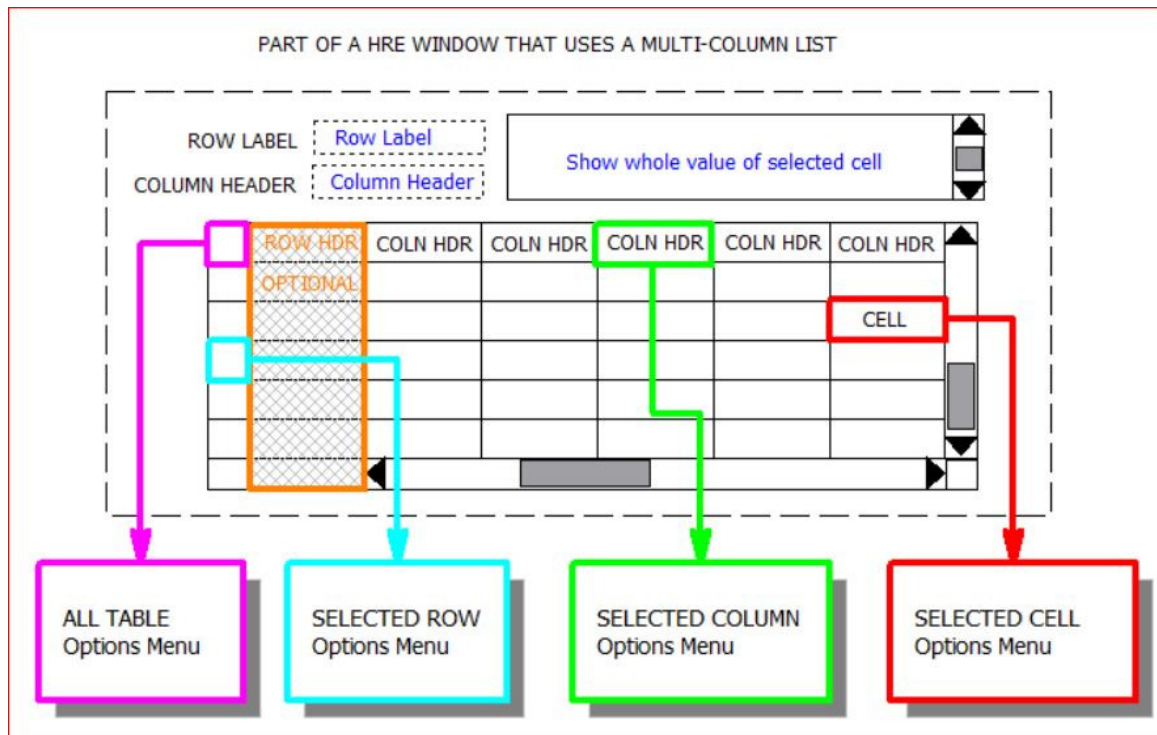 PART OF A HRE WINDOW THAT USES A MULTI-COLUMN LIST
ROW LABEL
Row Label
COLUMN HEADER
Column Header
Show whole value of selected cell
ROW HDR
COLN HDR
COLN HDR
COLN HDR
COLN HDR
COLN HDR
OPTIONAL
CELL
ALL TABLE
Options Menu
SELECTED ROW
Options Menu
SELECTED COLUMN
Options Menu
SELECTED CELL
Options Menu